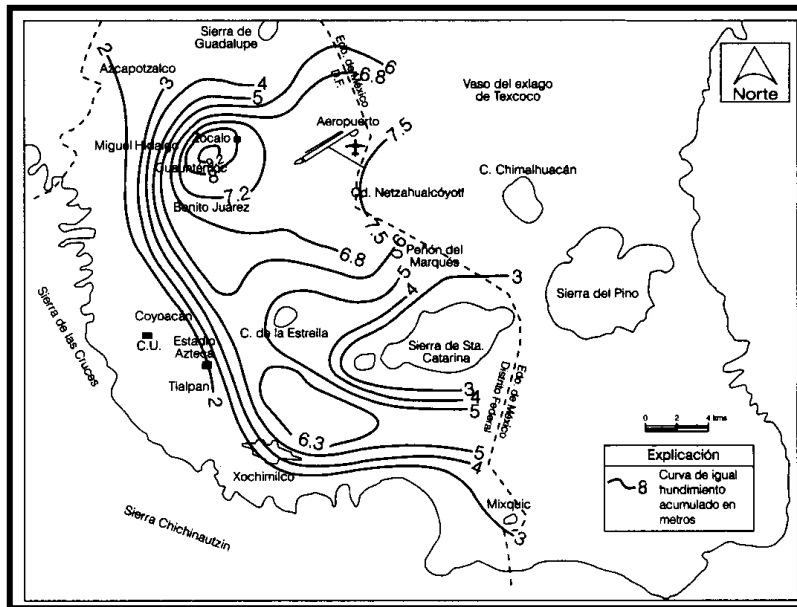 Sierra de
Guadalupe
2
Azcapotzalco
3
4
5
6
6.8
Edo. de México
D.F.
Vaso del exlago
de Texcoco
Norte
Aeropuerto
7.5
Miguel Hidalgo
Zócalo
Cuauhtémoc
7.2
Benito Juárez
C. Chimalhuacán
Cd. Netzahualcóyotl
7.5
6.8
6
Peñón del
Marqués
5
4
3
Sierra del Pino
Sierra de las Cruces
Coyoacán
C.U.
Estadio
Azteca
C. de la Estrella
Sierra de Sta.
Catarina
Tlalpan
2
3
4
5
Edo. de México
Distrito Federal
0 2 4 kms
6.3
5
4
Xochimilco
Explicación
8
Curva de igual
hundimiento
acumulado en
metros
Mixquic
3
Sierra Chichinautzin